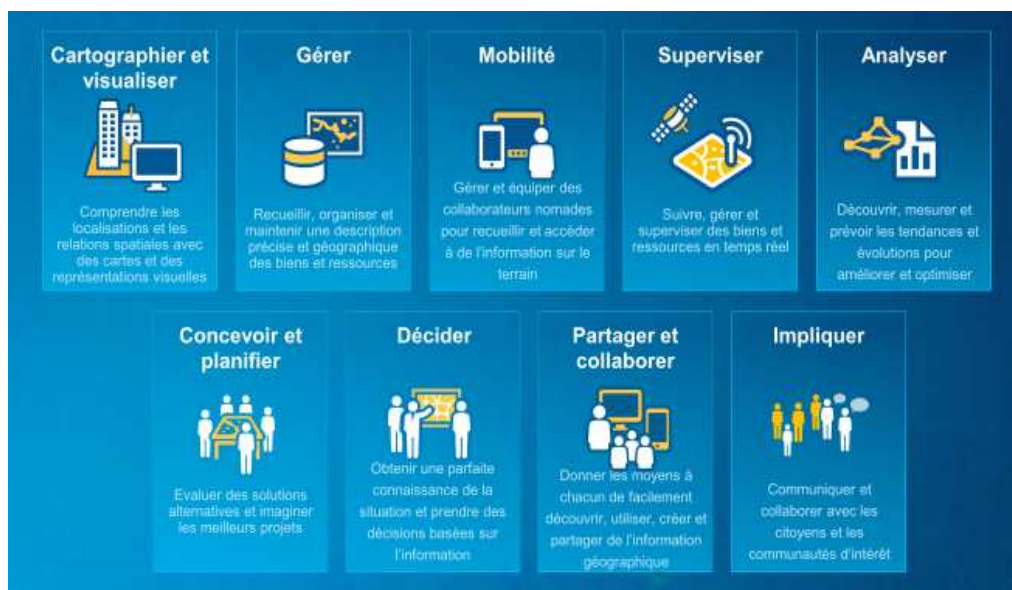 Cartographier et
visualiser
Comprendre les
localisations et les
relations spatiales avec
des cartes et des
représentations visuelles
Gérer
Recueillir, organiser et
maintenir une description
précise et géographique
des biens et ressources
Mobilité
Gérer et équiper des
collaborateurs nomades
pour recueillir et accéder
à de l'information sur le
terrain
Superviser
Suivre, gérer et
superviser des biens et
ressources en temps réel
Analyser
Découvrir, mesurer et
prévoir les tendances et
évolutions pour
améliorer et optimiser
Concevoir et
planifier
Evaluer des solutions
alternatives et imaginer
les meilleurs projets
Décider
Obtenir une parfaite
connaissance de la
situation et prendre des
décisions basées sur
l'information
Partager et
collaborer
Donner les moyens à
chacun de facilement
découvrir, utiliser, créer et
partager de l'information
géographique
Impliquer
Communiquer et
collaborer avec les
citoyens et les
communautés d'intérêt